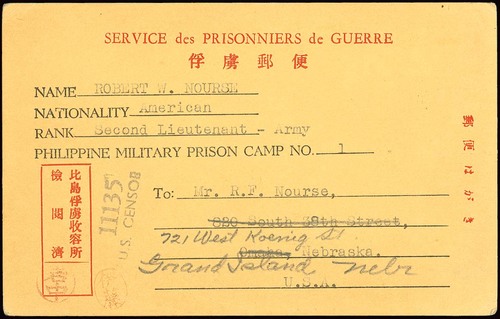 SERVICE des PRISONNIERS de GUERRE
俘虜郵便
NAME ROBERT W. NOURSE
NATIONALITY American
RANK Second Lieutenant - Army
PHILIPPINE MILITARY PRISON CAMP NO. 1
郵便はがき
比島俘虜收容所
檢閲濟
11135
U.S. CENSOR
To: Mr. R.F. Nourse,
South 38th Street,
721 West Koenig St.
Omaha, Nebraska.
Grand Island Nebr
U.S.A.